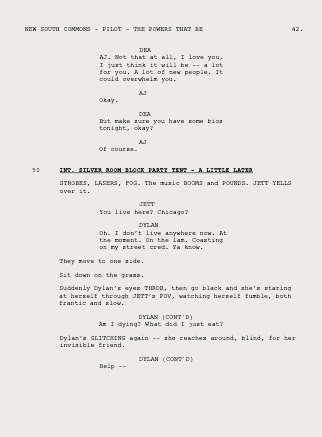 NEW SOUTH COMMONS - PILOT - THE POWERS THAT BE 42.
DEA
AJ. Not that at all, I love you,
I just think it will be -- a lot
for you. A lot of new people. It
could overwhelm you.
AJ
Okay.
DEA
But make sure you have some bios
tonight, okay?
AJ
Of course.
50 INT. SILVER ROOM BLOCK PARTY TENT - A LITTLE LATER
STROBES, LASERS, FOG. The music BOOMS and POUNDS. JETT YELLS
over it.
JETT
You live here? Chicago?
DYLAN
Oh. I don't live anywhere now. At
the moment. On the lam. Coasting
on my street cred. Ya know.
They move to one side.
Sit down on the grass.
Suddenly Dylan's eyes THROB, then go black and she's staring
at herself through JETT's POV, watching herself fumble, both
frantic and slow.
DYLAN (CONT'D)
Am I dying? What did I just eat?
Dylan's GLITCHING again -- she reaches around, blind, for her
invisible friend.
DYLAN (CONT'D)
Help --